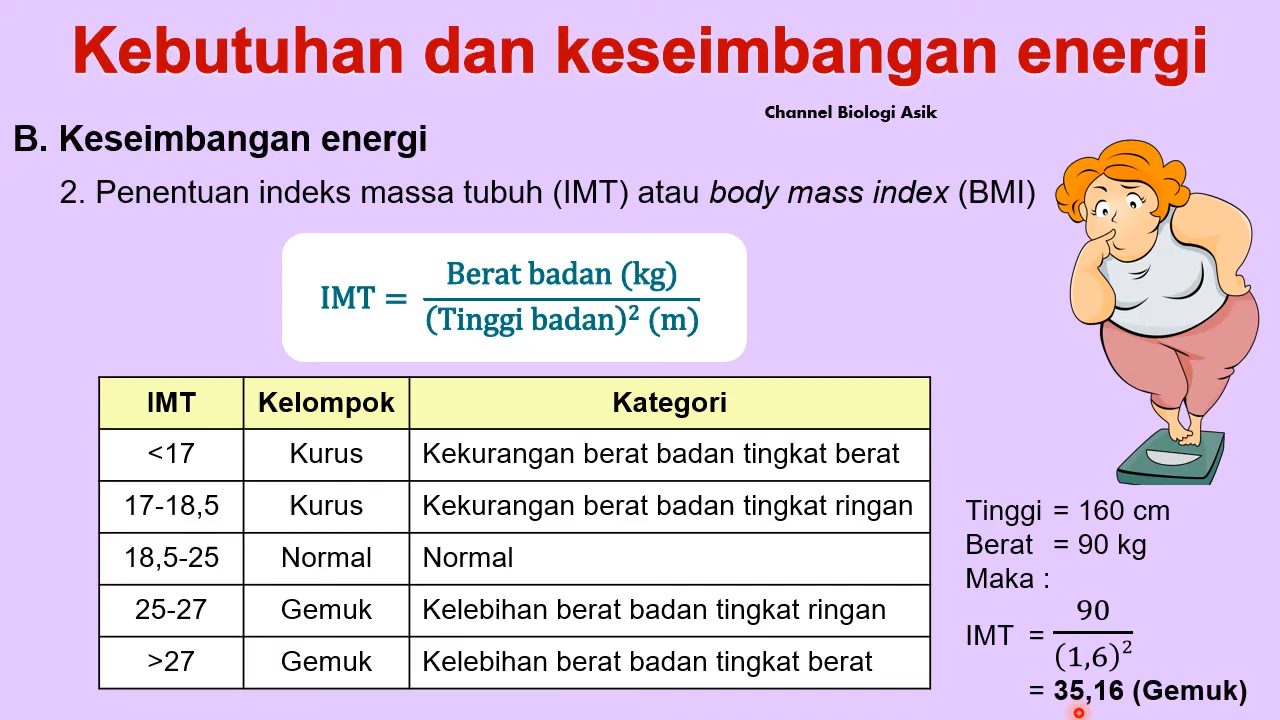 Kebutuhan dan keseimbangan energi
Channel Biologi Asik
B. Keseimbangan energi
2. Penentuan indeks massa tubuh (IMT) atau body mass index (BMI)
IMT = Berat badan (kg) / (Tinggi badan)² (m)
IMT Kelompok Kategori
<17 Kurus Kekurangan berat badan tingkat berat
17-18,5 Kurus Kekurangan berat badan tingkat ringan
18,5-25 Normal Normal
25-27 Gemuk Kelebihan berat badan tingkat ringan
>27 Gemuk Kelebihan berat badan tingkat berat
Tinggi = 160 cm
Berat = 90 kg
Maka :
IMT = 90 / (1,6)²
= 35,16 (Gemuk)